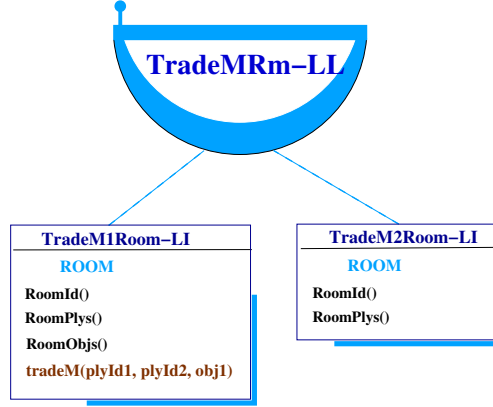 TradeMRm–LL
TradeM1Room–LI
ROOM
RoomId()
RoomPlys()
RoomObjs()
tradeM(plyId1, plyId2, obj1)
TradeM2Room–LI
ROOM
RoomId()
RoomPlys()